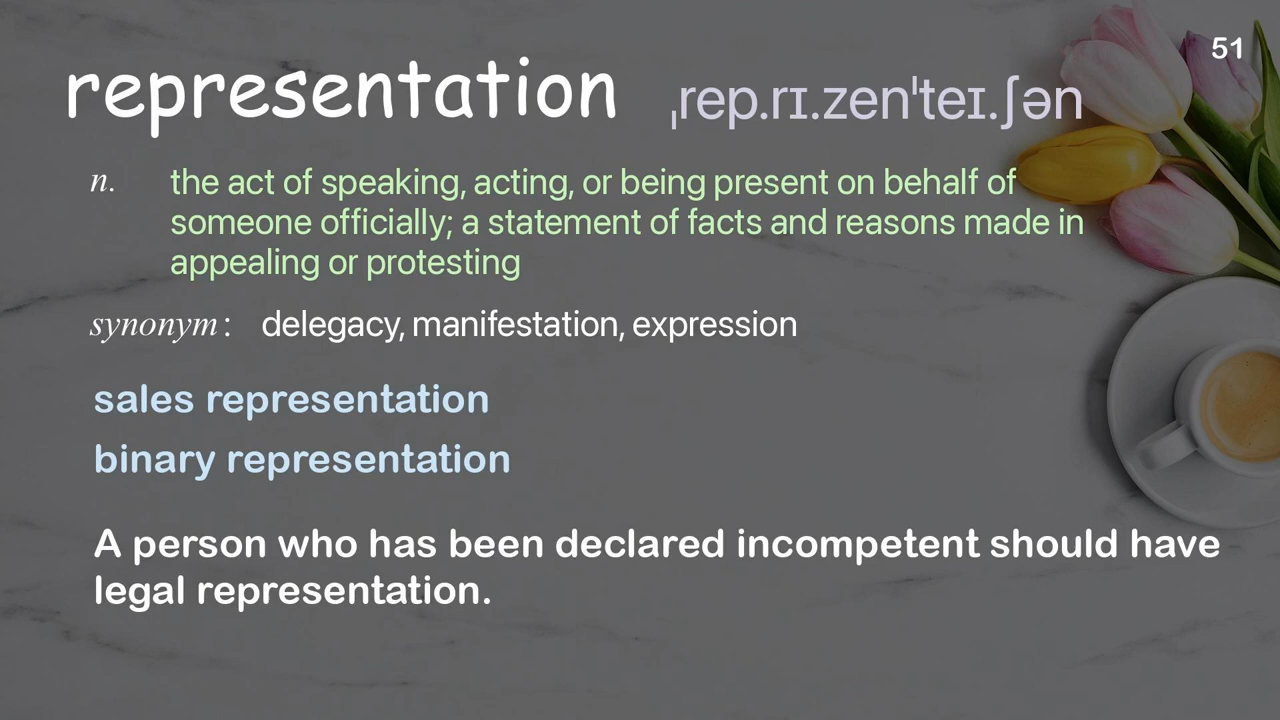 51
representation ˌrep.rɪ.zenˈteɪ.ʃən
n. the act of speaking, acting, or being present on behalf of
someone officially; a statement of facts and reasons made in
appealing or protesting
synonym: delegacy, manifestation, expression
sales representation
binary representation
A person who has been declared incompetent should have
legal representation.